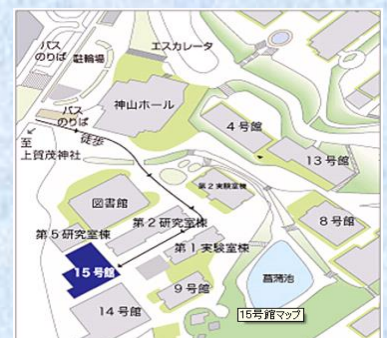 バス
のりば
駐輪場
エスカレータ
バス
のりば
神山ホール
徒歩
至
上賀茂神社
4号館
13号館
第2実験室棟
図書館
第2研究室棟
8号館
第5研究室棟
第1実験室棟
15号館
菖蒲池
9号館
14号館
15号館マップ